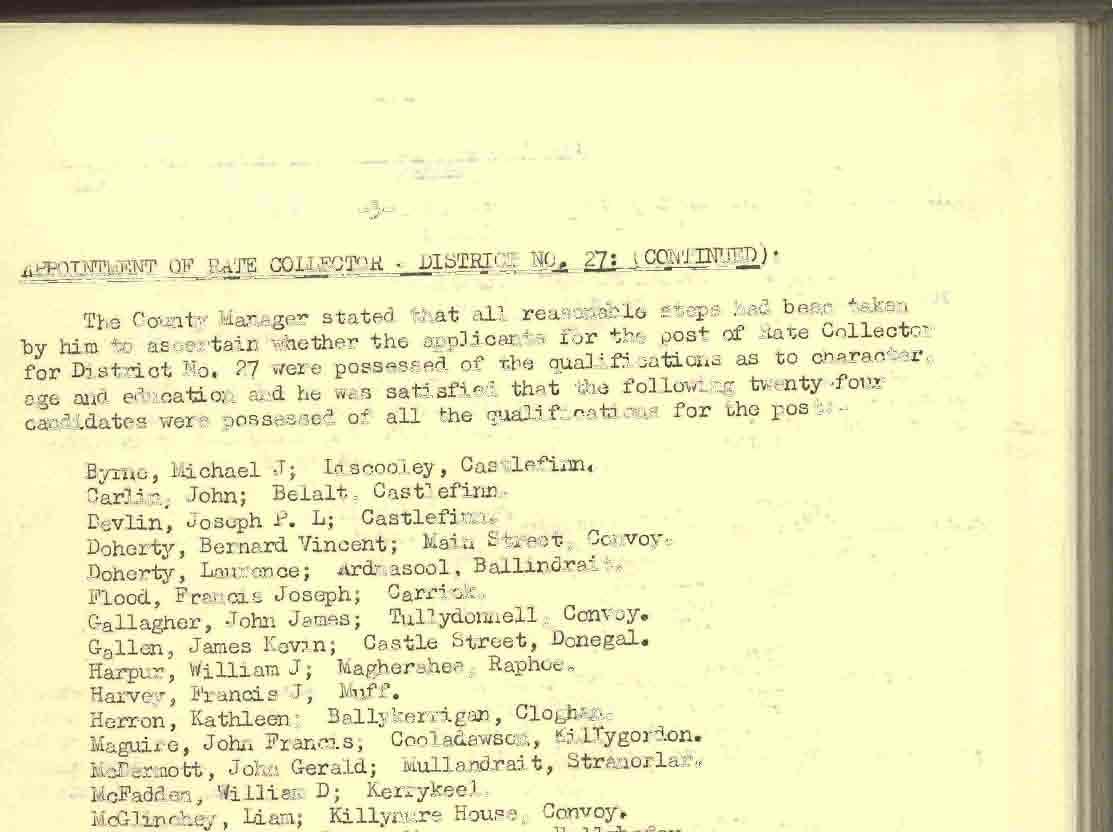 -3-
APPOINTMENT OF RATE COLLECTOR - DISTRICT NO. 27: (CONTINUED).
The County Manager stated that all reasonable steps had been taken
by him to ascertain whether the applicants for the post of Rate Collector
for District No. 27 were possessed of the qualifications as to character,
age and education and he was satisfied that the following twenty-four
candidates were possessed of all the qualifications for the post:-
Byrne, Michael J; Inscooley, Castlefinn.
Carlin, John; Belalt, Castlefinn.
Devlin, Joseph P. L; Castlefinn.
Doherty, Bernard Vincent; Main Street, Convoy.
Doherty, Laurence; Ardnasool, Ballindrait.
Flood, Francis Joseph; Carrick.
Gallagher, John James; Tullydonnell, Convoy.
Gallen, James Kevin; Castle Street, Donegal.
Harpur, William J; Maghershee, Raphoe.
Harvey, Francis J; Muff.
Herron, Kathleen; Ballykerrigan, Cloghan.
Maguire, John Francis; Cooladawson, Killygordon.
McDermott, John Gerald; Mullandrait, Stranorlar.
McFadden, William D; Kerrykeel.
McGlinchey, Liam; Killynure House, Convoy.